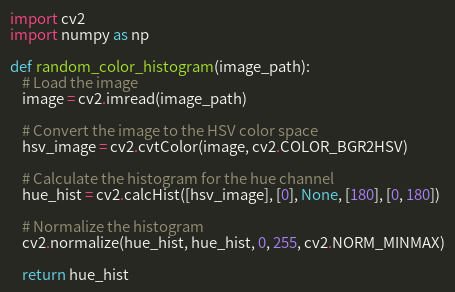 import cv2
import numpy as np
def random_color_histogram(image_path):
# Load the image
image = cv2.imread(image_path)
# Convert the image to the HSV color space
hsv_image = cv2.cvtColor(image, cv2.COLOR_BGR2HSV)
# Calculate the histogram for the hue channel
hue_hist = cv2.calcHist([hsv_image], [0], None, [180], [0, 180])
# Normalize the histogram
cv2.normalize(hue_hist, hue_hist, 0, 255, cv2.NORM_MINMAX)
return hue_hist